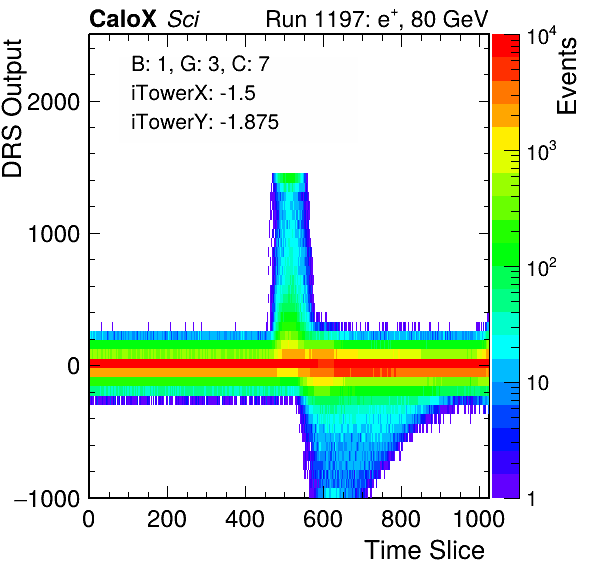 CaloX Sci Run 1197: e+, 80 GeV
B: 1, G: 3, C: 7
iTowerX: -1.5
iTowerY: -1.875
DRS Output
2000
1000
0
−1000
0 200 400 600 800 1000
Time Slice
Events
10^4
10^3
10^2
10
1